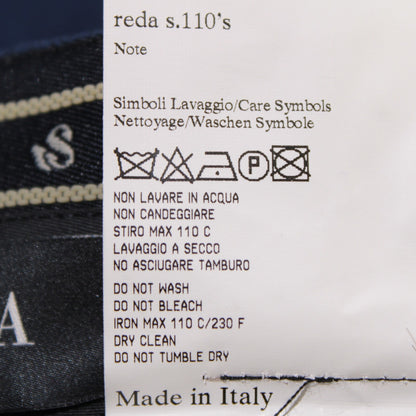 reda s.110's
Note
Simboli Lavaggio/Care Symbols
Nettoyage/Waschen Symbole
P
NON LAVARE IN ACQUA
NON CANDEGGIARE
STIRO MAX 110 C
LAVAGGIO A SECCO
NO ASCIUGARE TAMBURO
DO NOT WASH
DO NOT BLEACH
IRON MAX 110 C/230 F
DRY CLEAN
DO NOT TUMBLE DRY
Made in Italy
A